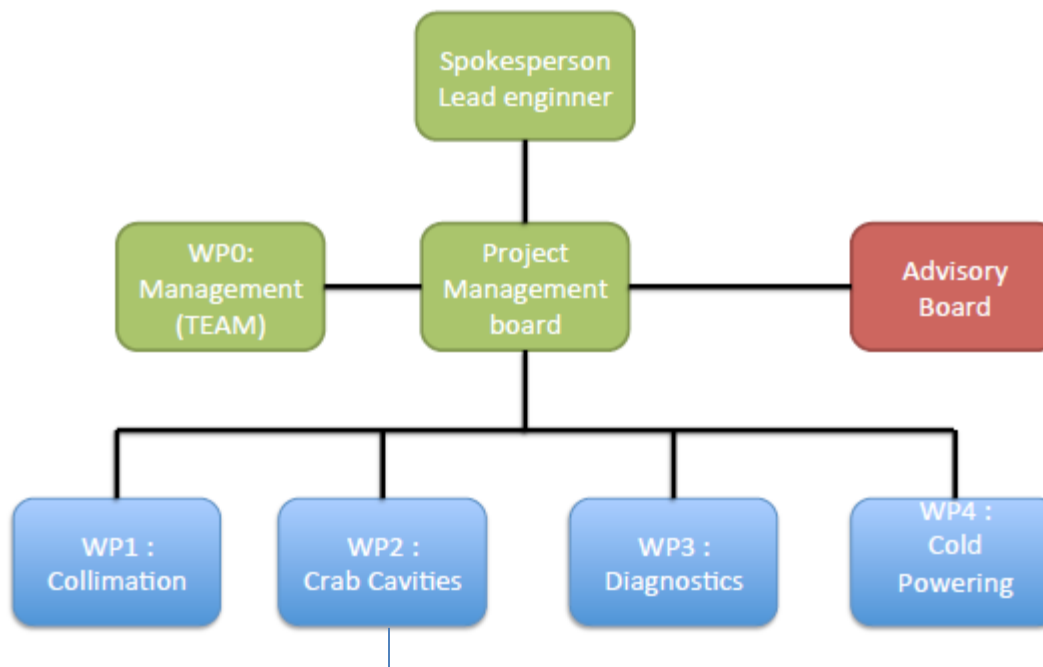 Spokesperson
Lead enginner
WP0:
Management
(TEAM)
Project
Management
board
Advisory
Board
WP1 :
Collimation
WP2 :
Crab Cavities
WP3 :
Diagnostics
WP4 :
Cold
Powering